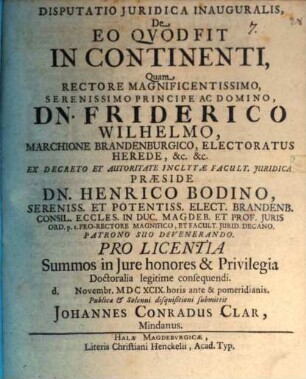 DISPUTATIO JURIDICA INAUGURALIS,
De
7.
EO QVOD FIT
IN CONTINENTI,
Quam
RECTORE MAGNIFICENTISSIMO,
SERENISSIMO PRINCIPE AC DOMINO,
DN. FRIDERICO
WILHELMO,
MARCHIONE BRANDENBURGICO, ELECTORATUS
HEREDE, &c. &c.
EX DECRETO ET AUTORITATE INCLYTÆ FACULT. JURIDICÆ
PRÆSIDE
DN. HENRICO BODINO,
SERENISS. ET POTENTISS. ELECT. BRANDENB.
CONSIL. ECCLES. IN DUC. MAGDEB. ET PROF. JURIS
ORD. p. t. PRO-RECTORE MAGNIFICO, ET FACULT. JURID. DECANO.
PATRONO SUO DEVENERANDO.
PRO LICENTIA
Summos in Jure honores & Privilegia
Doctoralia legitime consequendi.
d. Novembr. MDC XCIX. horis ante & pomeridianis.
Publicæ & Solenni disquisitioni submittit
JOHANNES CONRADUS CLAR,
Mindanus.
HALÆ MAGDEBURGICÆ,
Literis Christiani Henckelii, Acad. Typ.